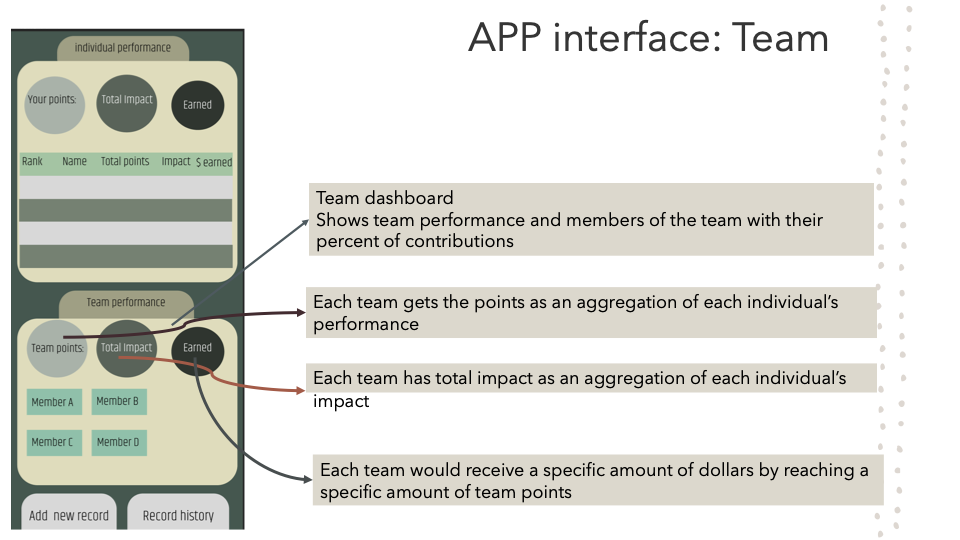 APP interface: Team
individual performance
Your points:
Total Impact
Earned
Rank Name Total points Impact $ earned
Team performance
Team points:
Total Impact
Earned
Member A
Member B
Member C
Member D
Add new record
Record history
Team dashboard
Shows team performance and members of the team with their
percent of contributions
Each team gets the points as an aggregation of each individual’s
performance
Each team has total impact as an aggregation of each individual’s
impact
Each team would receive a specific amount of dollars by reaching a
specific amount of team points